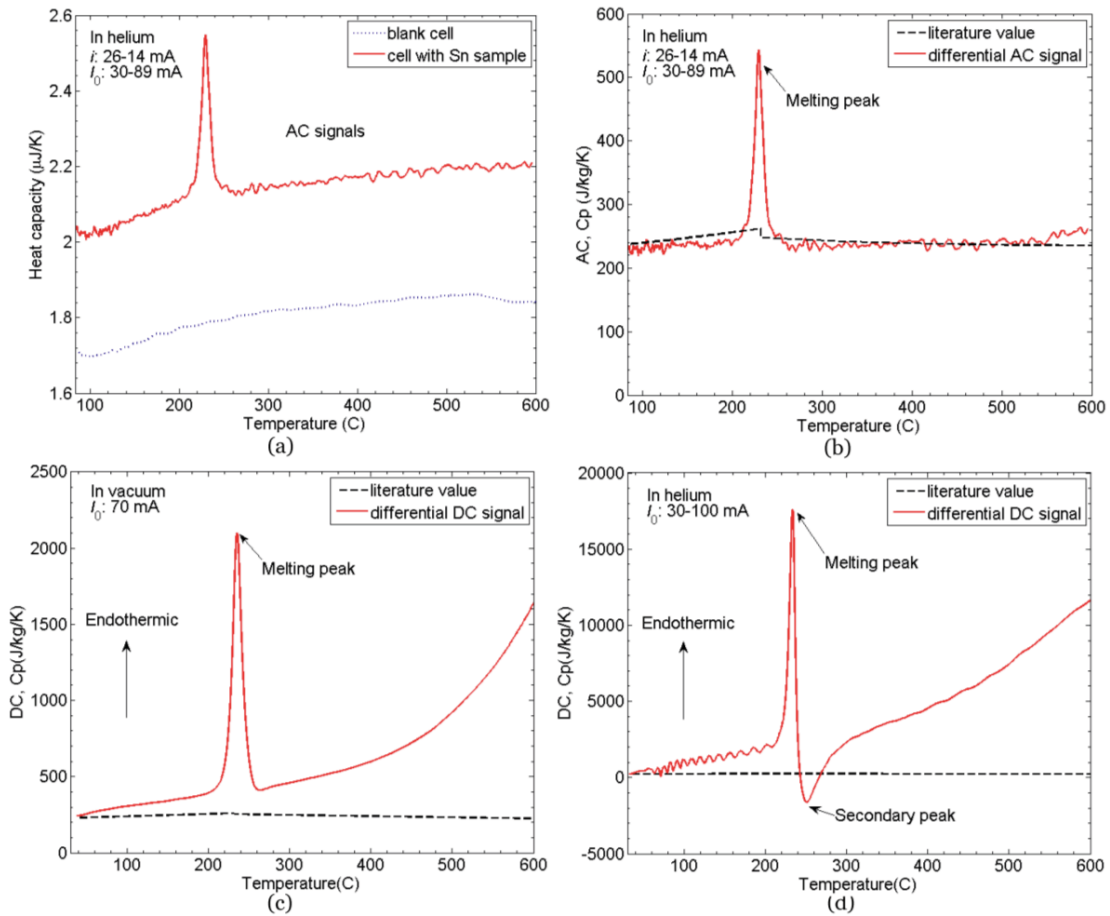 2.6
2.4
2.2
2
1.8
1.6
Heat capacity (µJ/K)
In helium
i: 26-14 mA
I0: 30-89 mA
blank cell
cell with Sn sample
AC signals
100 200 300 400 500 600
Temperature (C)
(a)
600
500
400
300
200
100
0
AC, Cp (J/kg/K)
In helium
i: 26-14 mA
I0: 30-89 mA
literature value
differential AC signal
Melting peak
100 200 300 400 500 600
Temperature (C)
(b)
2500
2000
1500
1000
500
0
DC, Cp(J/kg/K)
In vacuum
I0: 70 mA
literature value
differential DC signal
Melting peak
Endothermic
100 200 300 400 500 600
Temperature(C)
(c)
20000
15000
10000
5000
0
-5000
DC, Cp(J/kg/K)
In helium
I0: 30-100 mA
literature value
differential DC signal
Melting peak
Endothermic
Secondary peak
100 200 300 400 500 600
Temperature(C)
(d)